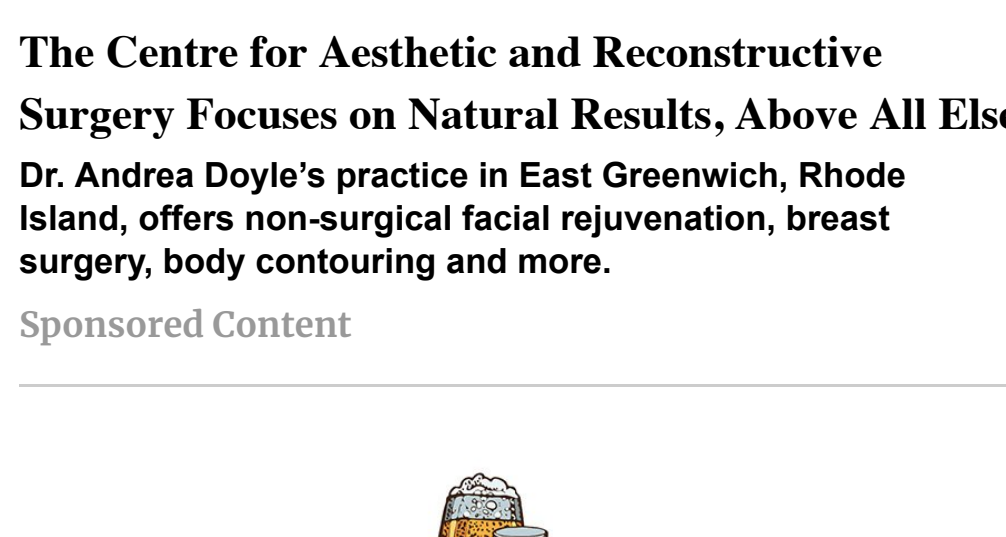 The Centre for Aesthetic and Reconstructive
Surgery Focuses on Natural Results, Above All Else
Dr. Andrea Doyle’s practice in East Greenwich, Rhode
Island, offers non-surgical facial rejuvenation, breast
surgery, body contouring and more.
Sponsored Content